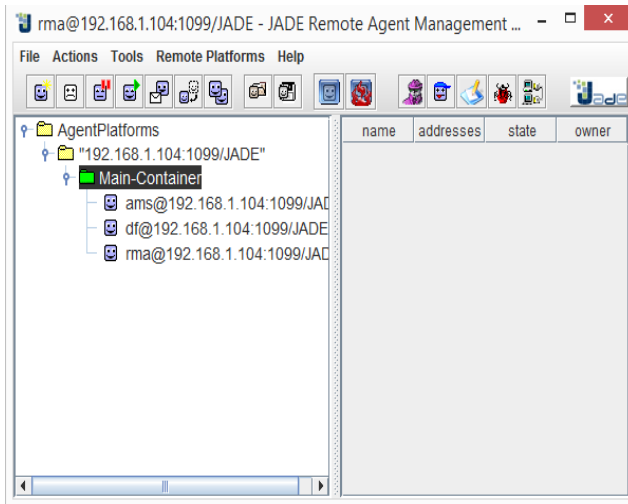 rma@192.168.1.104:1099/JADE - JADE Remote Agent Management ...
File Actions Tools Remote Platforms Help
Jade
AgentPlatforms
"192.168.1.104:1099/JADE"
Main-Container
ams@192.168.1.104:1099/JAD
df@192.168.1.104:1099/JADE
rma@192.168.1.104:1099/JAD
name addresses state owner